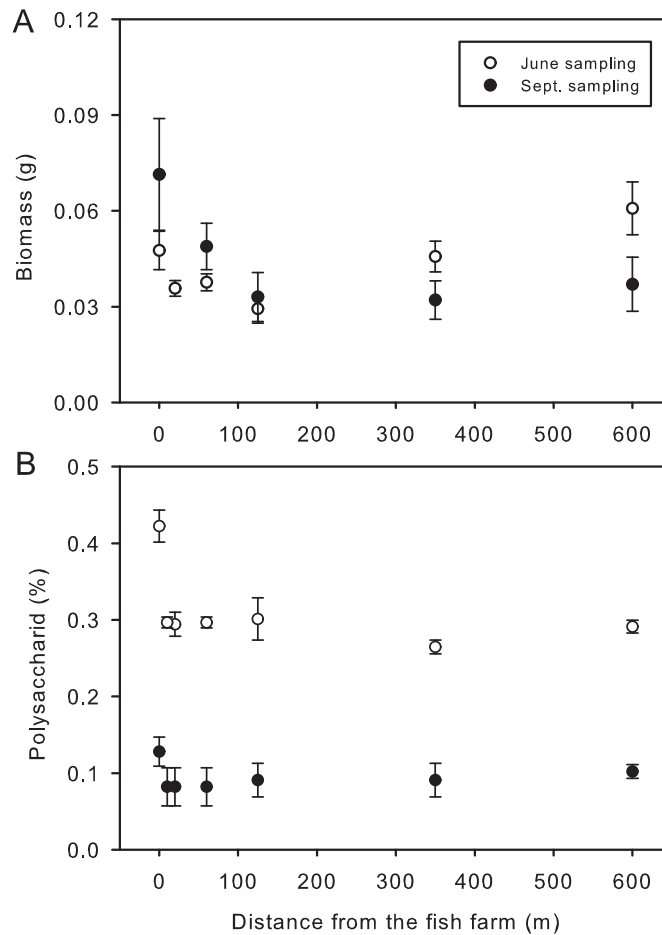 A
0.12
0.09
0.06
0.03
0.00
Biomass (g)
June sampling
Sept. sampling
0 100 200 300 400 500 600
B
0.5
0.4
0.3
0.2
0.1
0.0
Polysaccharid (%)
0 100 200 300 400 500 600
Distance from the fish farm (m)